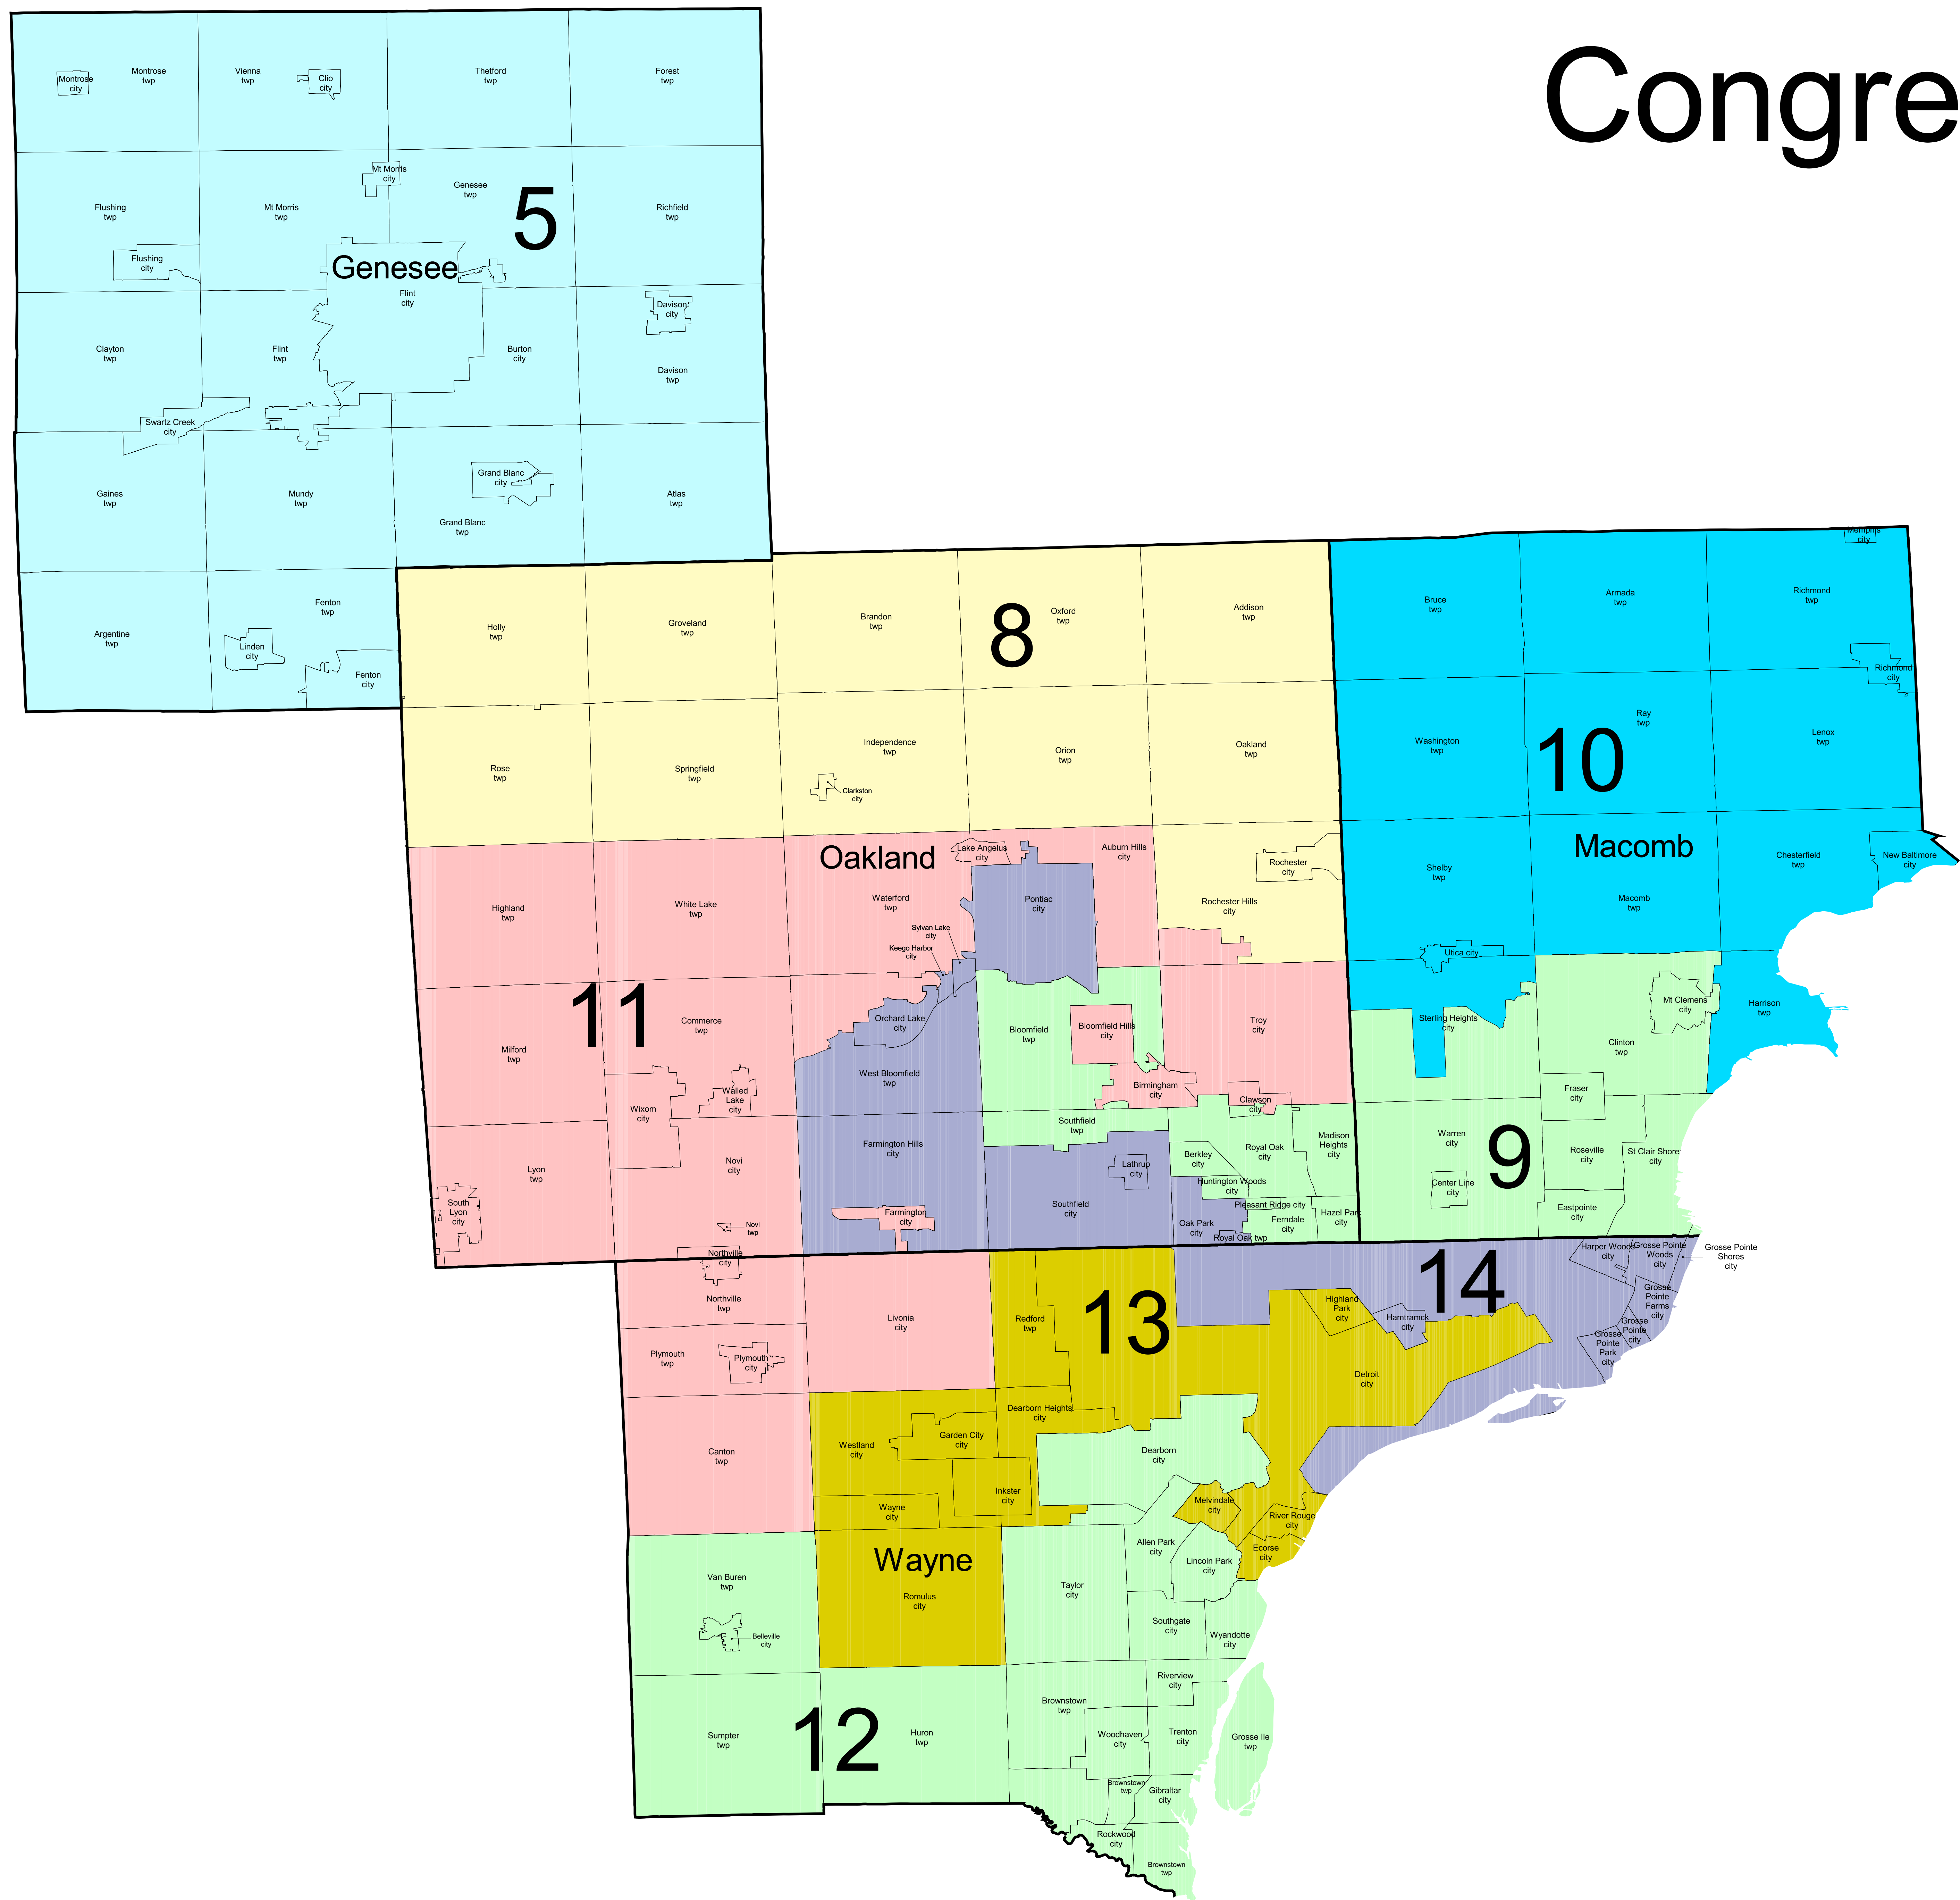 Congre
Montrose
city
Montrose
twp
Vienna
twp
Clio
city
Thetford
twp
Forest
twp
Mt Morris
city
Flushing
twp
Mt Morris
twp
Genesee
twp
5
Richfield
twp
Flushing
city
Genesee
Flint
city
Davison
city
Clayton
twp
Flint
twp
Burton
city
Davison
twp
Swartz Creek
city
Gaines
twp
Mundy
twp
Grand Blanc
city
Grand Blanc
twp
Atlas
twp
Argentine
twp
Fenton
twp
Linden
city
Fenton
city
Holly
twp
Groveland
twp
Brandon
twp
8
Oxford
twp
Addison
twp
Bruce
twp
Armada
twp
Richmond
twp
Memphis
city
Richmond
city
Rose
twp
Springfield
twp
Independence
twp
Clarkston
city
Orion
twp
Oakland
twp
Washington
twp
10
Ray
twp
Lenox
twp
Oakland
Lake Angelus
city
Auburn Hills
city
Rochester
city
Macomb
Shelby
twp
Chesterfield
twp
New Baltimore
city
Highland
twp
White Lake
twp
Waterford
twp
Pontiac
city
Rochester Hills
city
Macomb
twp
Sylvan Lake
city
Keego Harbor
city
Utica city
11
Milford
twp
Commerce
twp
Orchard Lake
city
Bloomfield
twp
Bloomfield Hills
city
Troy
city
Sterling Heights
city
Mt Clemens
city
Clinton
twp
Harrison
twp
West Bloomfield
twp
Wixom
city
Walled
Lake
city
Birmingham
city
Clawson
city
Fraser
city
Lyon
twp
Novi
city
Farmington Hills
city
Southfield
twp
Lathrup
city
Berkley
city
Royal Oak
city
Madison
Heights
city
Warren
city
9
Roseville
city
St Clair Shores
city
South
Lyon
city
Novi
twp
Farmington
city
Southfield
city
Huntington Woods
city
Oak Park
city
Pleasant Ridge city
Ferndale
city
Hazel Park
city
Royal Oak twp
Center Line
city
Eastpointe
city
Northville
city
Northville
twp
Livonia
city
Redford
twp
13
Highland
Park
city
Hamtramck
city
14
Harper Woods
city
Grosse Pointe
Woods
city
Grosse Pointe
Shores
city
Grosse
Pointe
Farms
city
Grosse
Pointe
city
Grosse
Pointe
Park
city
Plymouth
twp
Plymouth
city
Detroit
city
Canton
twp
Westland
city
Garden City
city
Dearborn Heights
city
Dearborn
city
Wayne
city
Inkster
city
Melvindale
city
River Rouge
city
Ecorse
city
Wayne
Allen Park
city
Lincoln Park
city
Van Buren
twp
Belleville
city
Romulus
city
Taylor
city
Southgate
city
Wyandotte
city
Sumpter
twp
12
Huron
twp
Brownstown
twp
Riverview
city
Woodhaven
city
Trenton
city
Grosse Ile
twp
Brownstown
twp
Gibraltar
city
Rockwood
city
Brownstown
twp